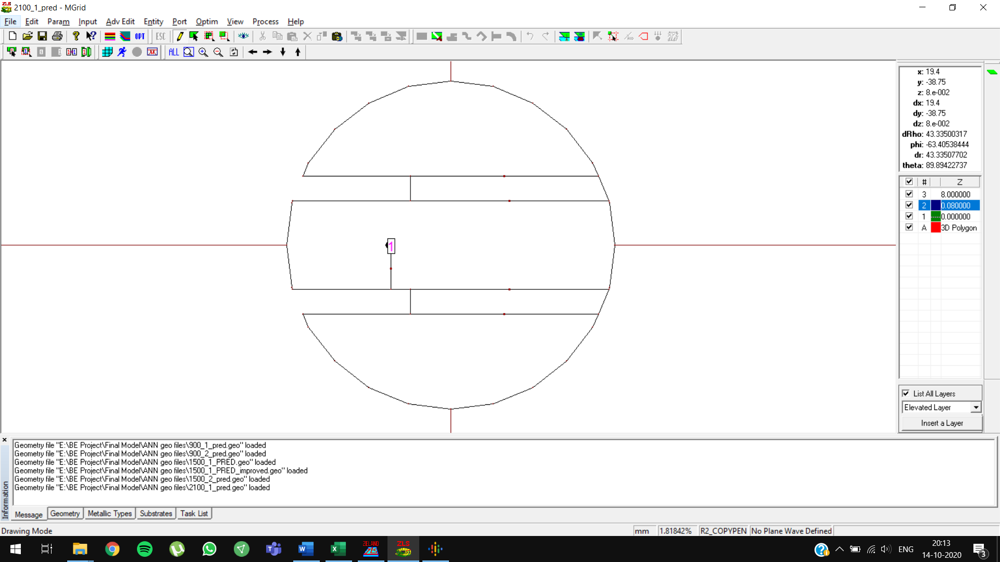 2100_1_pred - MGrid
File Edit Param Input Adv Edit Entity Port Optim View Process Help
OPT ESC
ALL
x: 19.4
y: -38.75
z: 8.e-002
dx: 19.4
dy: -38.75
dz: 8.e-002
dRho: 43.33500317
phi: -63.40538444
dr: 43.33507702
theta: 89.89422737
# Z
3 8.000000
2 0.080000
1 0.000000
A 3D Polygon
1
List All Layers
Elevated Layer
Insert a Layer
Geometry file "E:\BE Project\Final Model\ANN geo files\900_1_pred.geo" loaded
Geometry file "E:\BE Project\Final Model\ANN geo files\900_2_pred.geo" loaded
Geometry file "E:\BE Project\Final Model\ANN geo files\1500_1_PRED.geo" loaded
Geometry file "E:\BE Project\Final Model\ANN geo files\1500_1_PRED_improved.geo" loaded
Geometry file "E:\BE Project\Final Model\ANN geo files\1500_2_pred.geo" loaded
Geometry file "E:\BE Project\Final Model\ANN geo files\2100_1_pred.geo" loaded
Information
Message Geometry Metallic Types Substrates Task List
Drawing Mode
mm 1.81842% R2_COPYPEN No Plane Wave Defined
ZELAND ZLS
ENG
20:13
14-10-2020
3